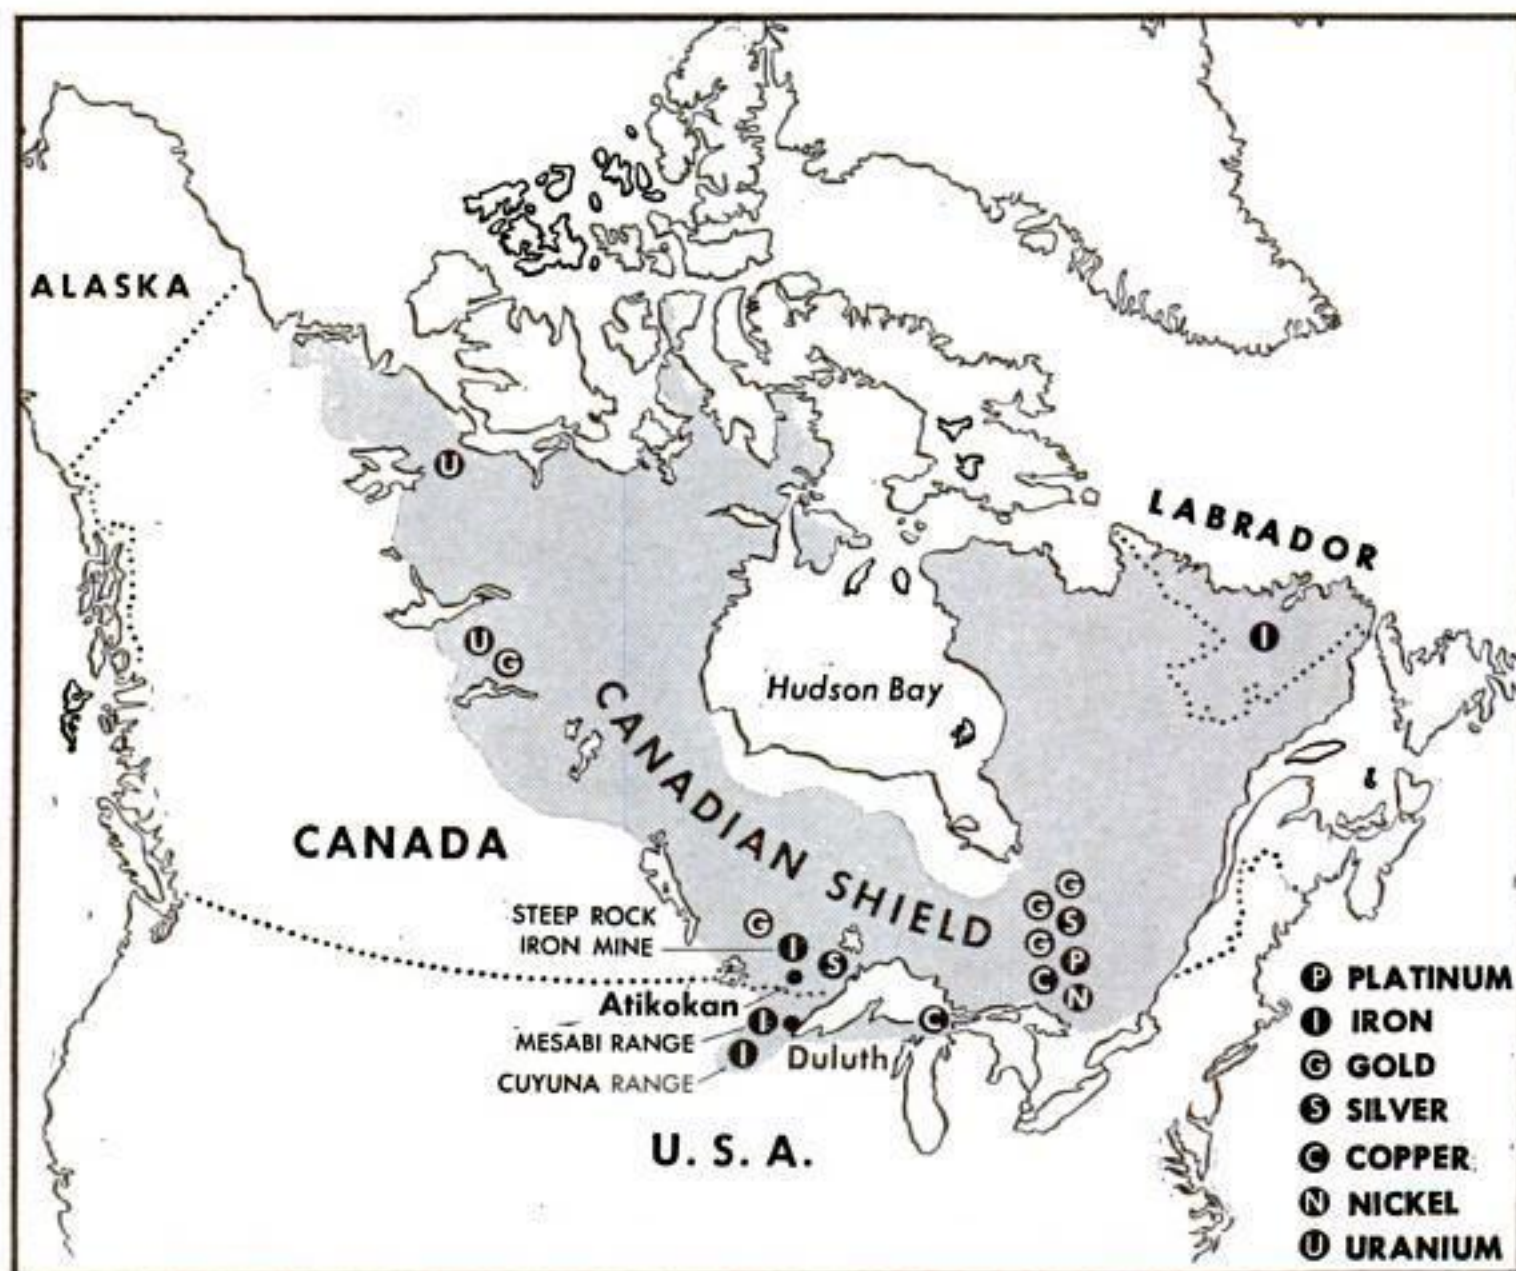 ALASKA
LABRADOR
U
U
G
I
Hudson Bay
CANADIAN SHIELD
CANADA
STEEP ROCK
IRON MINE
G
I
S
G
G
S
G
P
C
N
Atikokan
MESABI RANGE
I
C
I
Duluth
CUYUNA RANGE
U. S. A.
P PLATINUM
I IRON
G GOLD
S SILVER
C COPPER
N NICKEL
U URANIUM